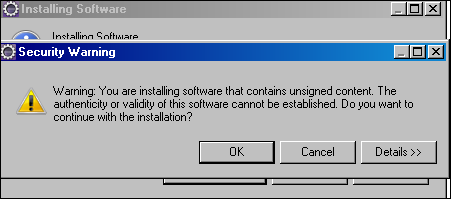 Installing Software
Installing Software
Security Warning
Warning: You are installing software that contains unsigned content. The
authenticity or validity of this software cannot be established. Do you want to
continue with the installation?
OK
Cancel
Details >>